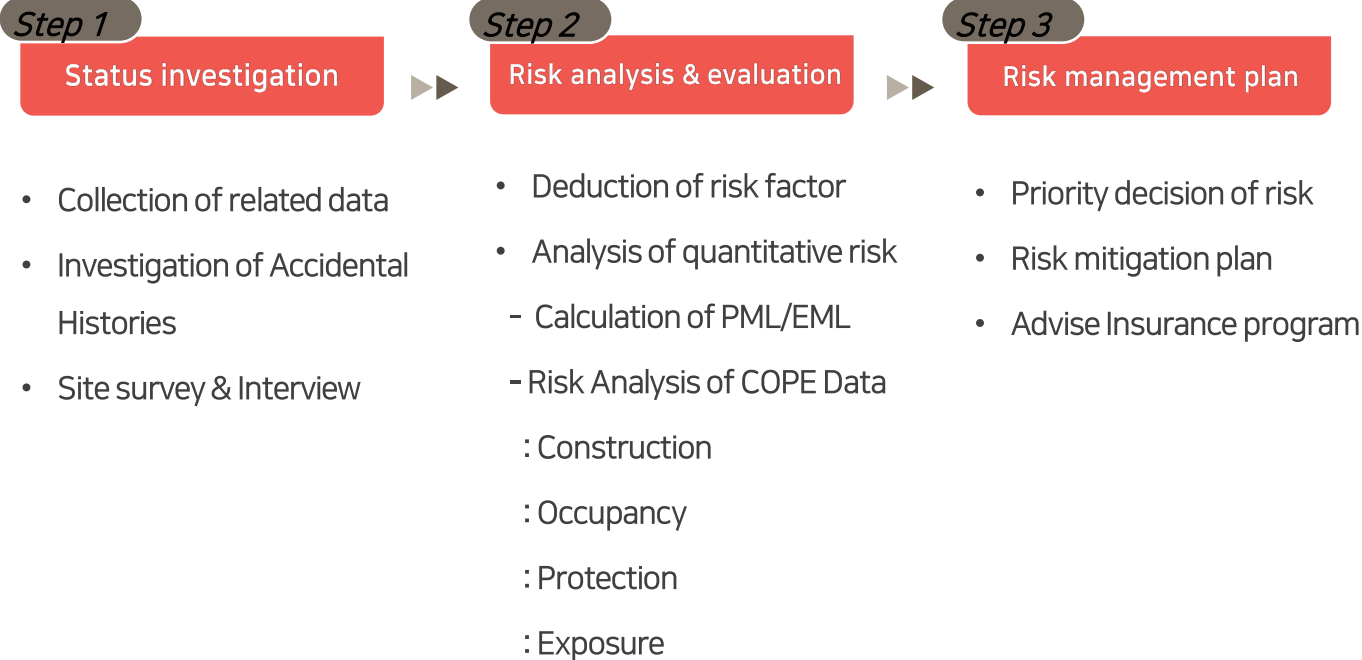 Step 1
Status investigation
• Collection of related data
• Investigation of Accidental
Histories
• Site survey & Interview
Step 2
Risk analysis & evaluation
• Deduction of risk factor
• Analysis of quantitative risk
- Calculation of PML/EML
- Risk Analysis of COPE Data
: Construction
: Occupancy
: Protection
: Exposure
Step 3
Risk management plan
• Priority decision of risk
• Risk mitigation plan
• Advise Insurance program